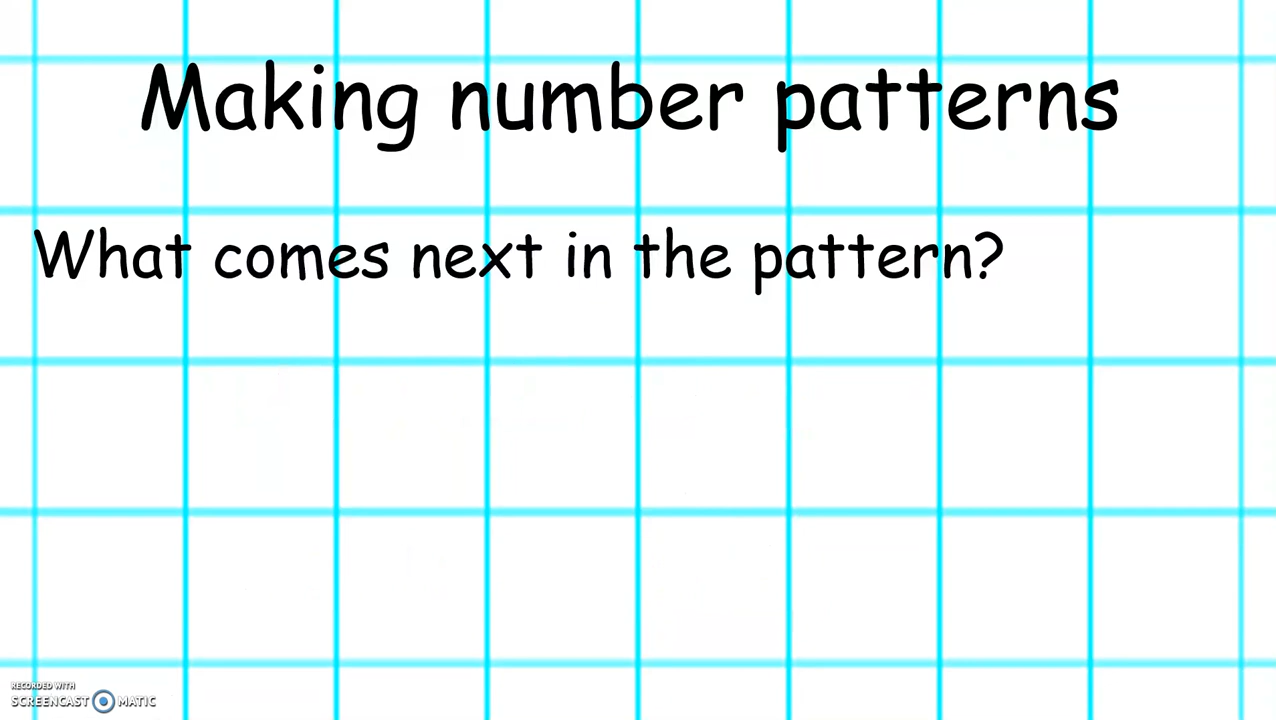 Making number patterns
What comes next in the pattern?
RECORDED WITH
SCREENCAST MATIC